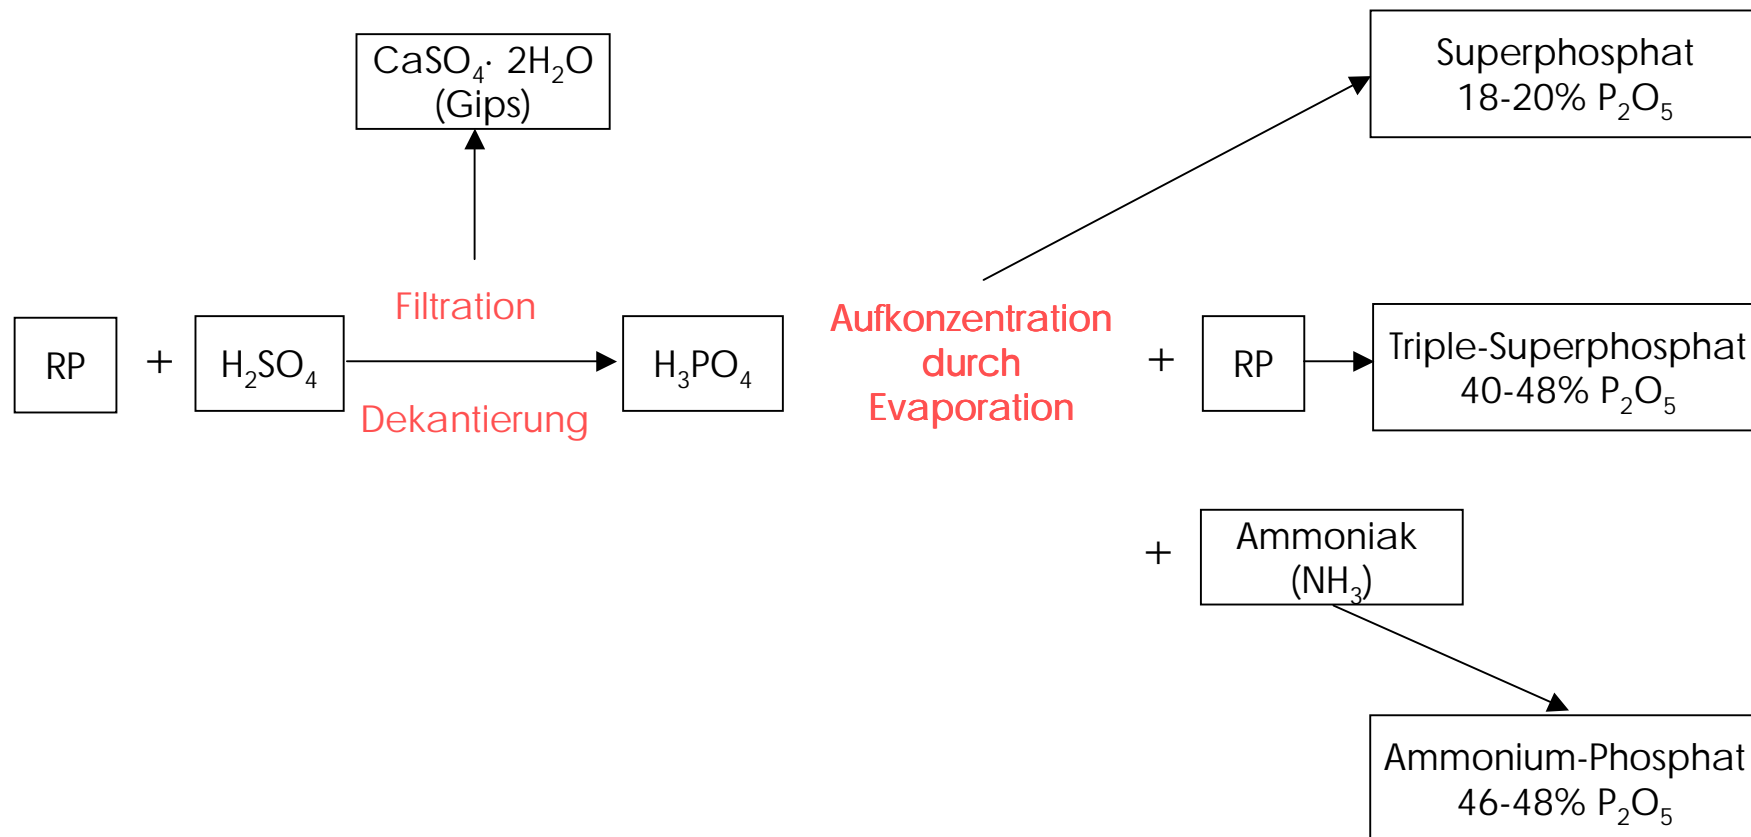 CaSO₄· 2H₂O
(Gips)
Superphosphat
18-20% P₂O₅
Filtration
RP
+
H₂SO₄
Dekantierung
H₃PO₄
Aufkonzentration
durch
Evaporation
+
RP
Triple-Superphosphat
40-48% P₂O₅
+
Ammoniak
(NH₃)
Ammonium-Phosphat
46-48% P₂O₅